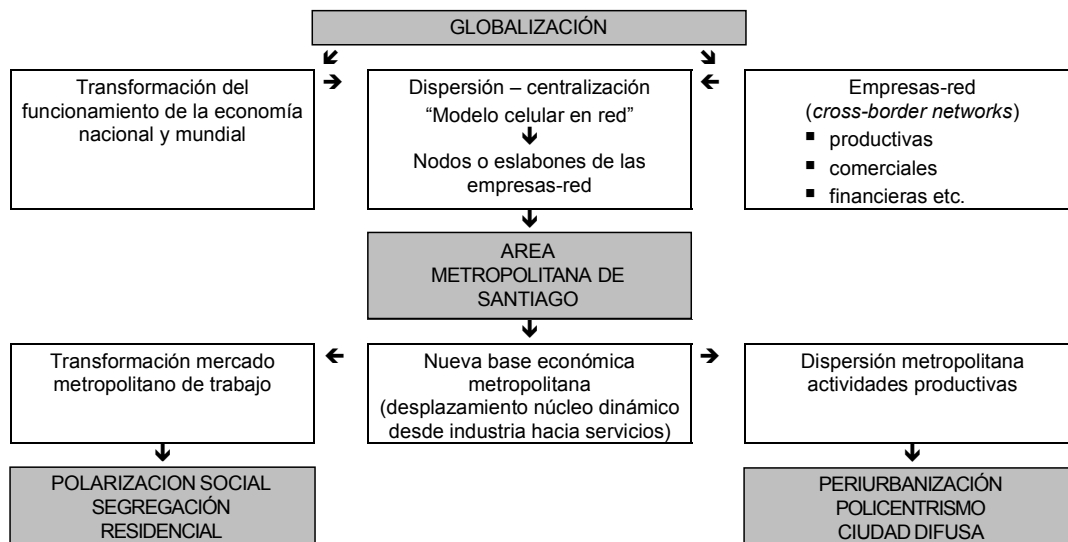 GLOBALIZACIÓN
Transformación del
funcionamiento de la economía
nacional y mundial
Dispersión – centralización
“Modelo celular en red”
Nodos o eslabones de las
empresas-red
Empresas-red
(cross-border networks)
▪ productivas
▪ comerciales
▪ financieras etc.
AREA
METROPOLITANA DE
SANTIAGO
Transformación mercado
metropolitano de trabajo
Nueva base económica
metropolitana
(desplazamiento núcleo dinámico
desde industria hacia servicios)
Dispersión metropolitana
actividades productivas
POLARIZACION SOCIAL
SEGREGACIÓN
RESIDENCIAL
PERIURBANIZACIÓN
POLICENTRISMO
CIUDAD DIFUSA